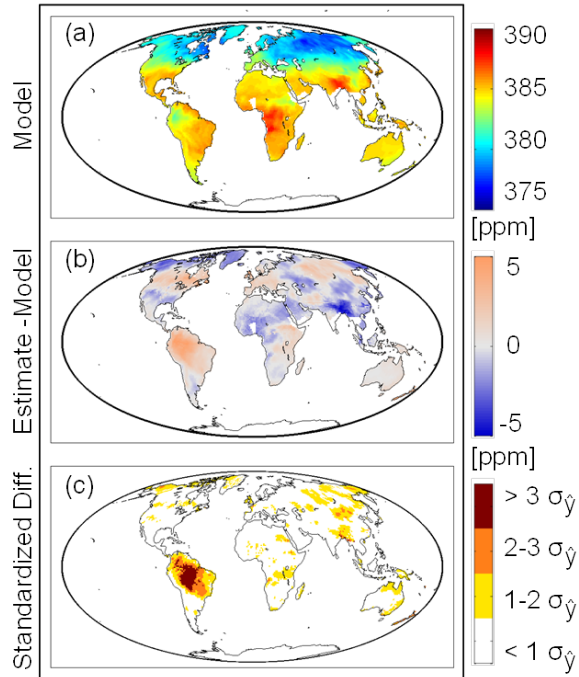 (a)
Model
390
385
380
375
[ppm]
(b)
Estimate -Model
5
0
-5
[ppm]
(c)
Standardized Diff.
> 3 σŷ
2-3 σŷ
1-2 σŷ
< 1 σŷ